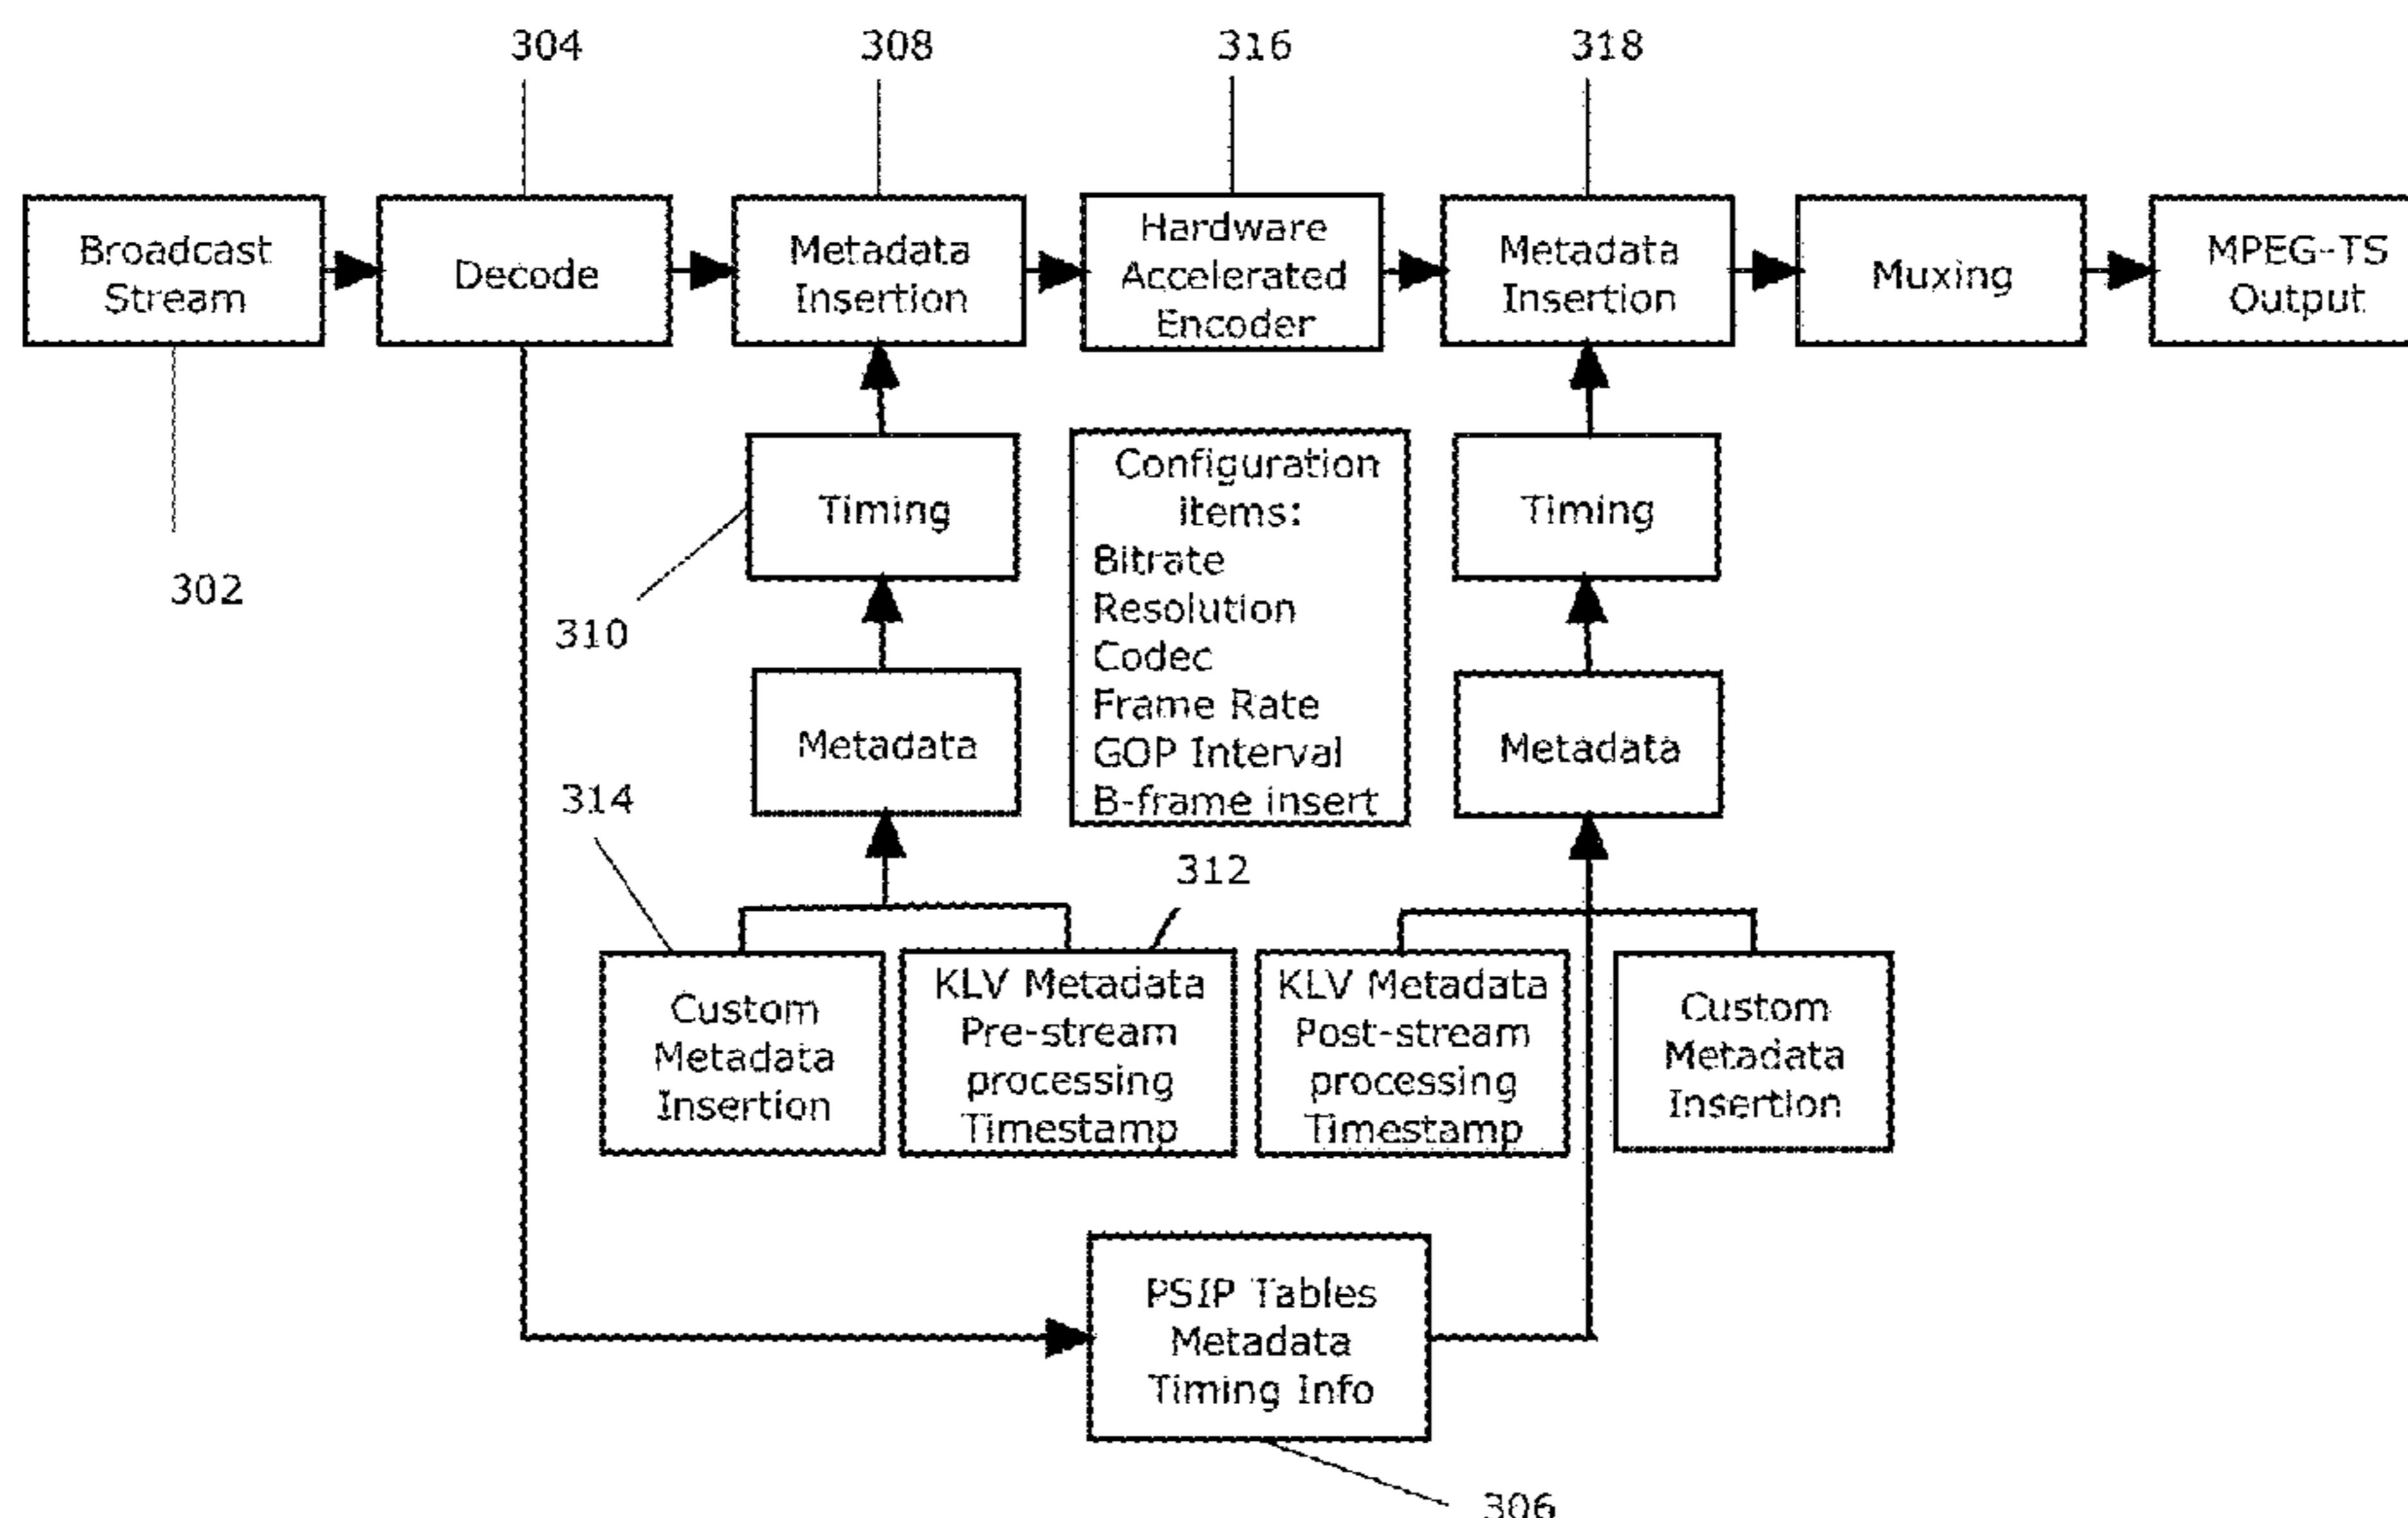 304
308
316
318
Broadcast
Stream
Decode
Metadata
Insertion
Hardware
Accelerated
Encoder
Metadata
Insertion
Muxing
MPEG-TS
Output
302
310
Timing
Configuration
items:
Bitrate
Resolution
Codec
Frame Rate
GOP Interval
B-frame insert
Timing
Metadata
Metadata
314
312
Custom
Metadata
Insertion
KLV Metadata
Pre-stream
processing
Timestamp
KLV Metadata
Post-stream
processing
Timestamp
Custom
Metadata
Insertion
PSIP Tables
Metadata
Timing Info
306